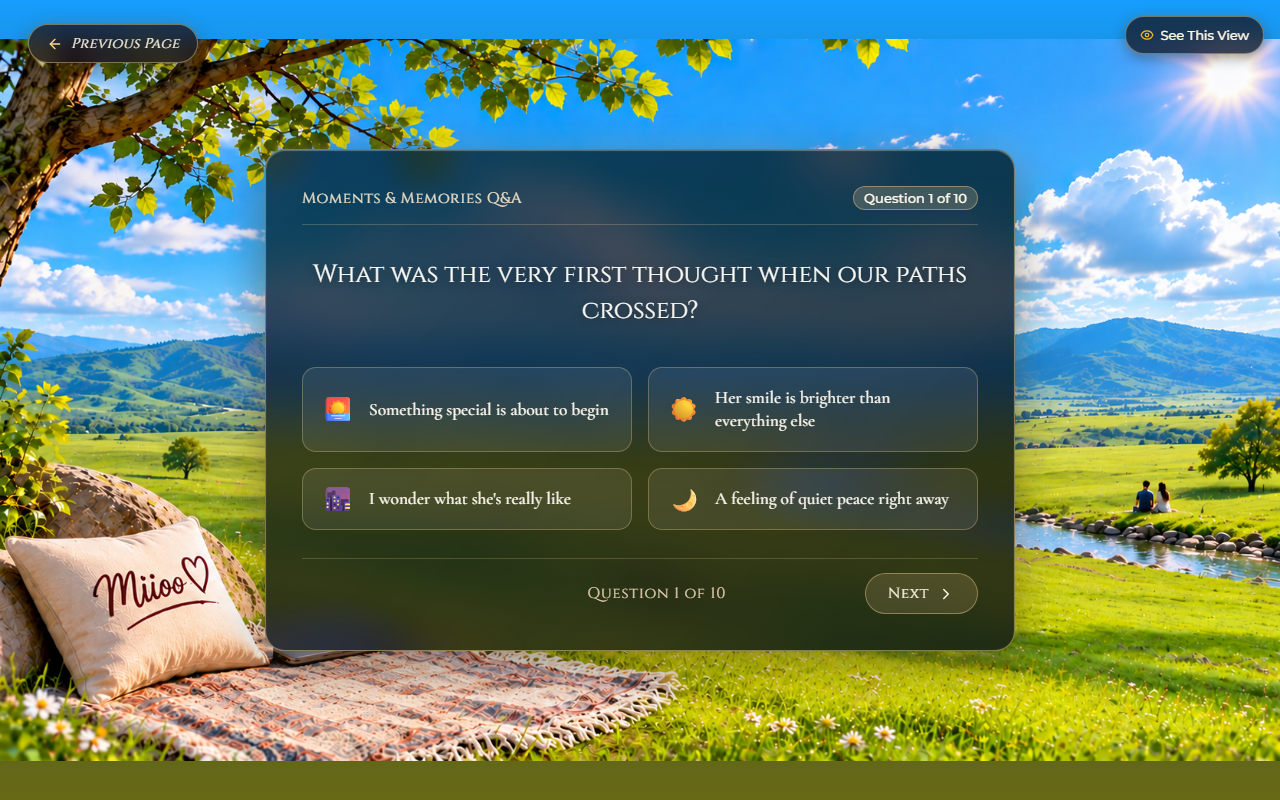 Previous Page
See This View
Moments & Memories Q&A
Question 1 of 10
What was the very first thought when our paths
crossed?
Something special is about to begin
Her smile is brighter than
everything else
I wonder what she's really like
A feeling of quiet peace right away
Miioo
Question 1 of 10
Next